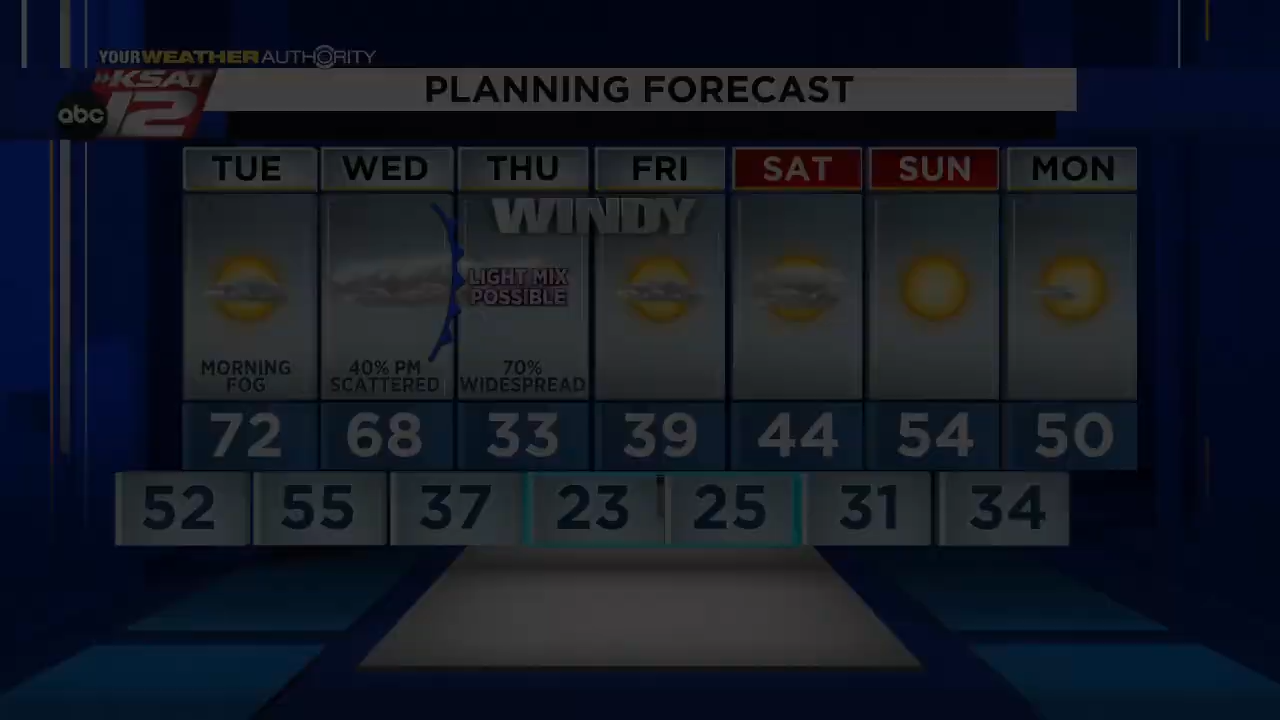 YOUR WEATHER AUTHORITY
KSAT
abc 12
PLANNING FORECAST
TUE WED THU FRI SAT SUN MON
WINDY
LIGHT MIX
POSSIBLE
MORNING
FOG
40% PM
SCATTERED
70%
WIDESPREAD
72 68 33 39 44 54 50
52 55 37 23 25 31 34